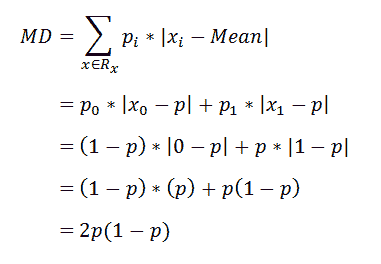 MD = ∑ p_i * |x_i − Mean|
x∈R_x
= p_0 * |x_0 − p| + p_1 * |x_1 − p|
= (1 − p) * |0 − p| + p * |1 − p|
= (1 − p) * (p) + p(1 − p)
= 2p(1 − p)